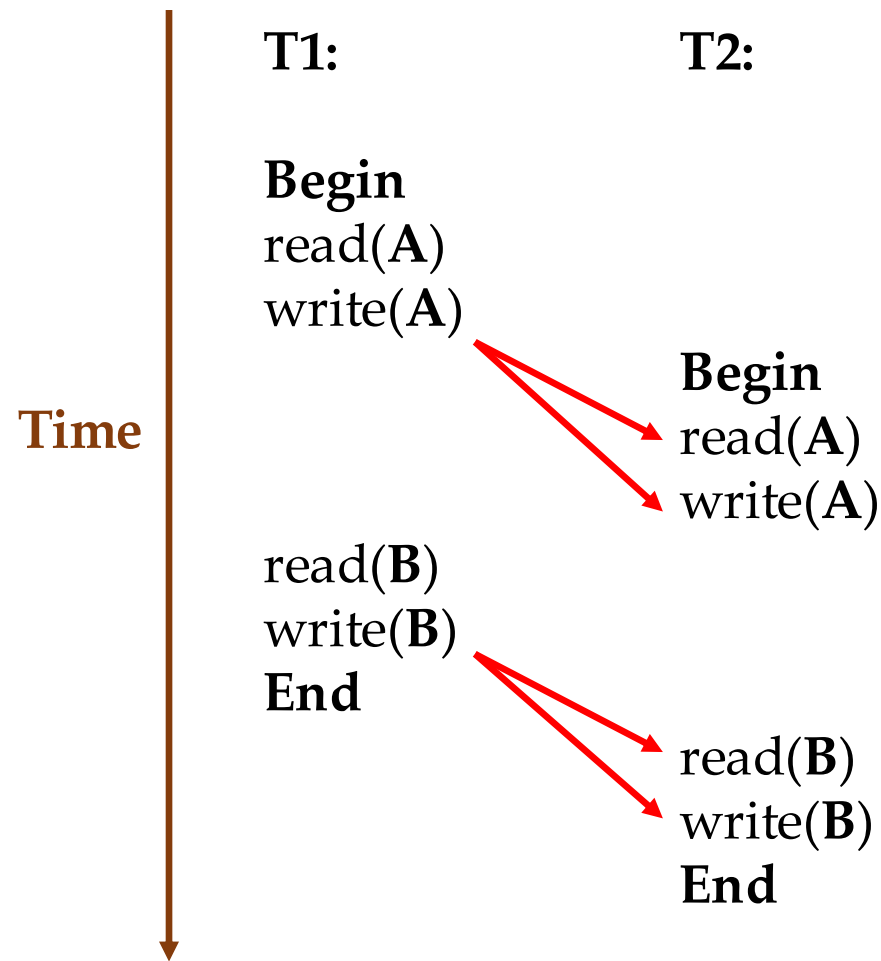 T1:
T2:
Begin
read(A)
write(A)
Begin
Time
read(A)
write(A)
read(B)
write(B)
End
read(B)
write(B)
End